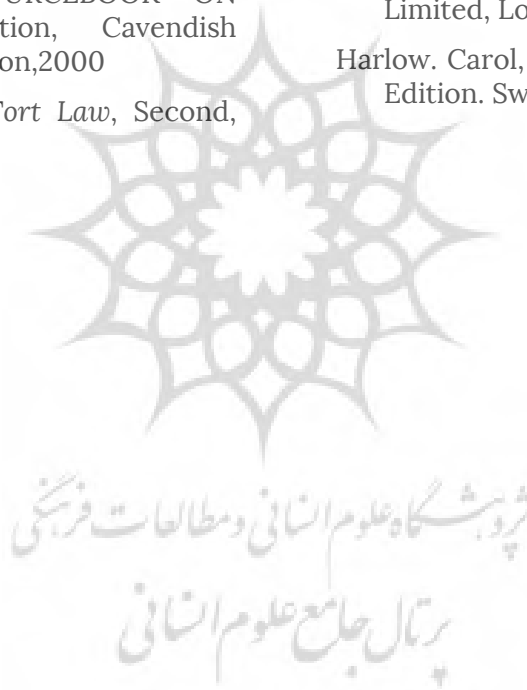 URCEBOOK ON
tion, Cavendish
on,2000
Tort Law, Second,
Limited, Lo
Harlow. Carol,
Edition. Sw
پژوهشگاه علوم انسانی و مطالعات فرهنگی
پرتال جامع علوم انسانی